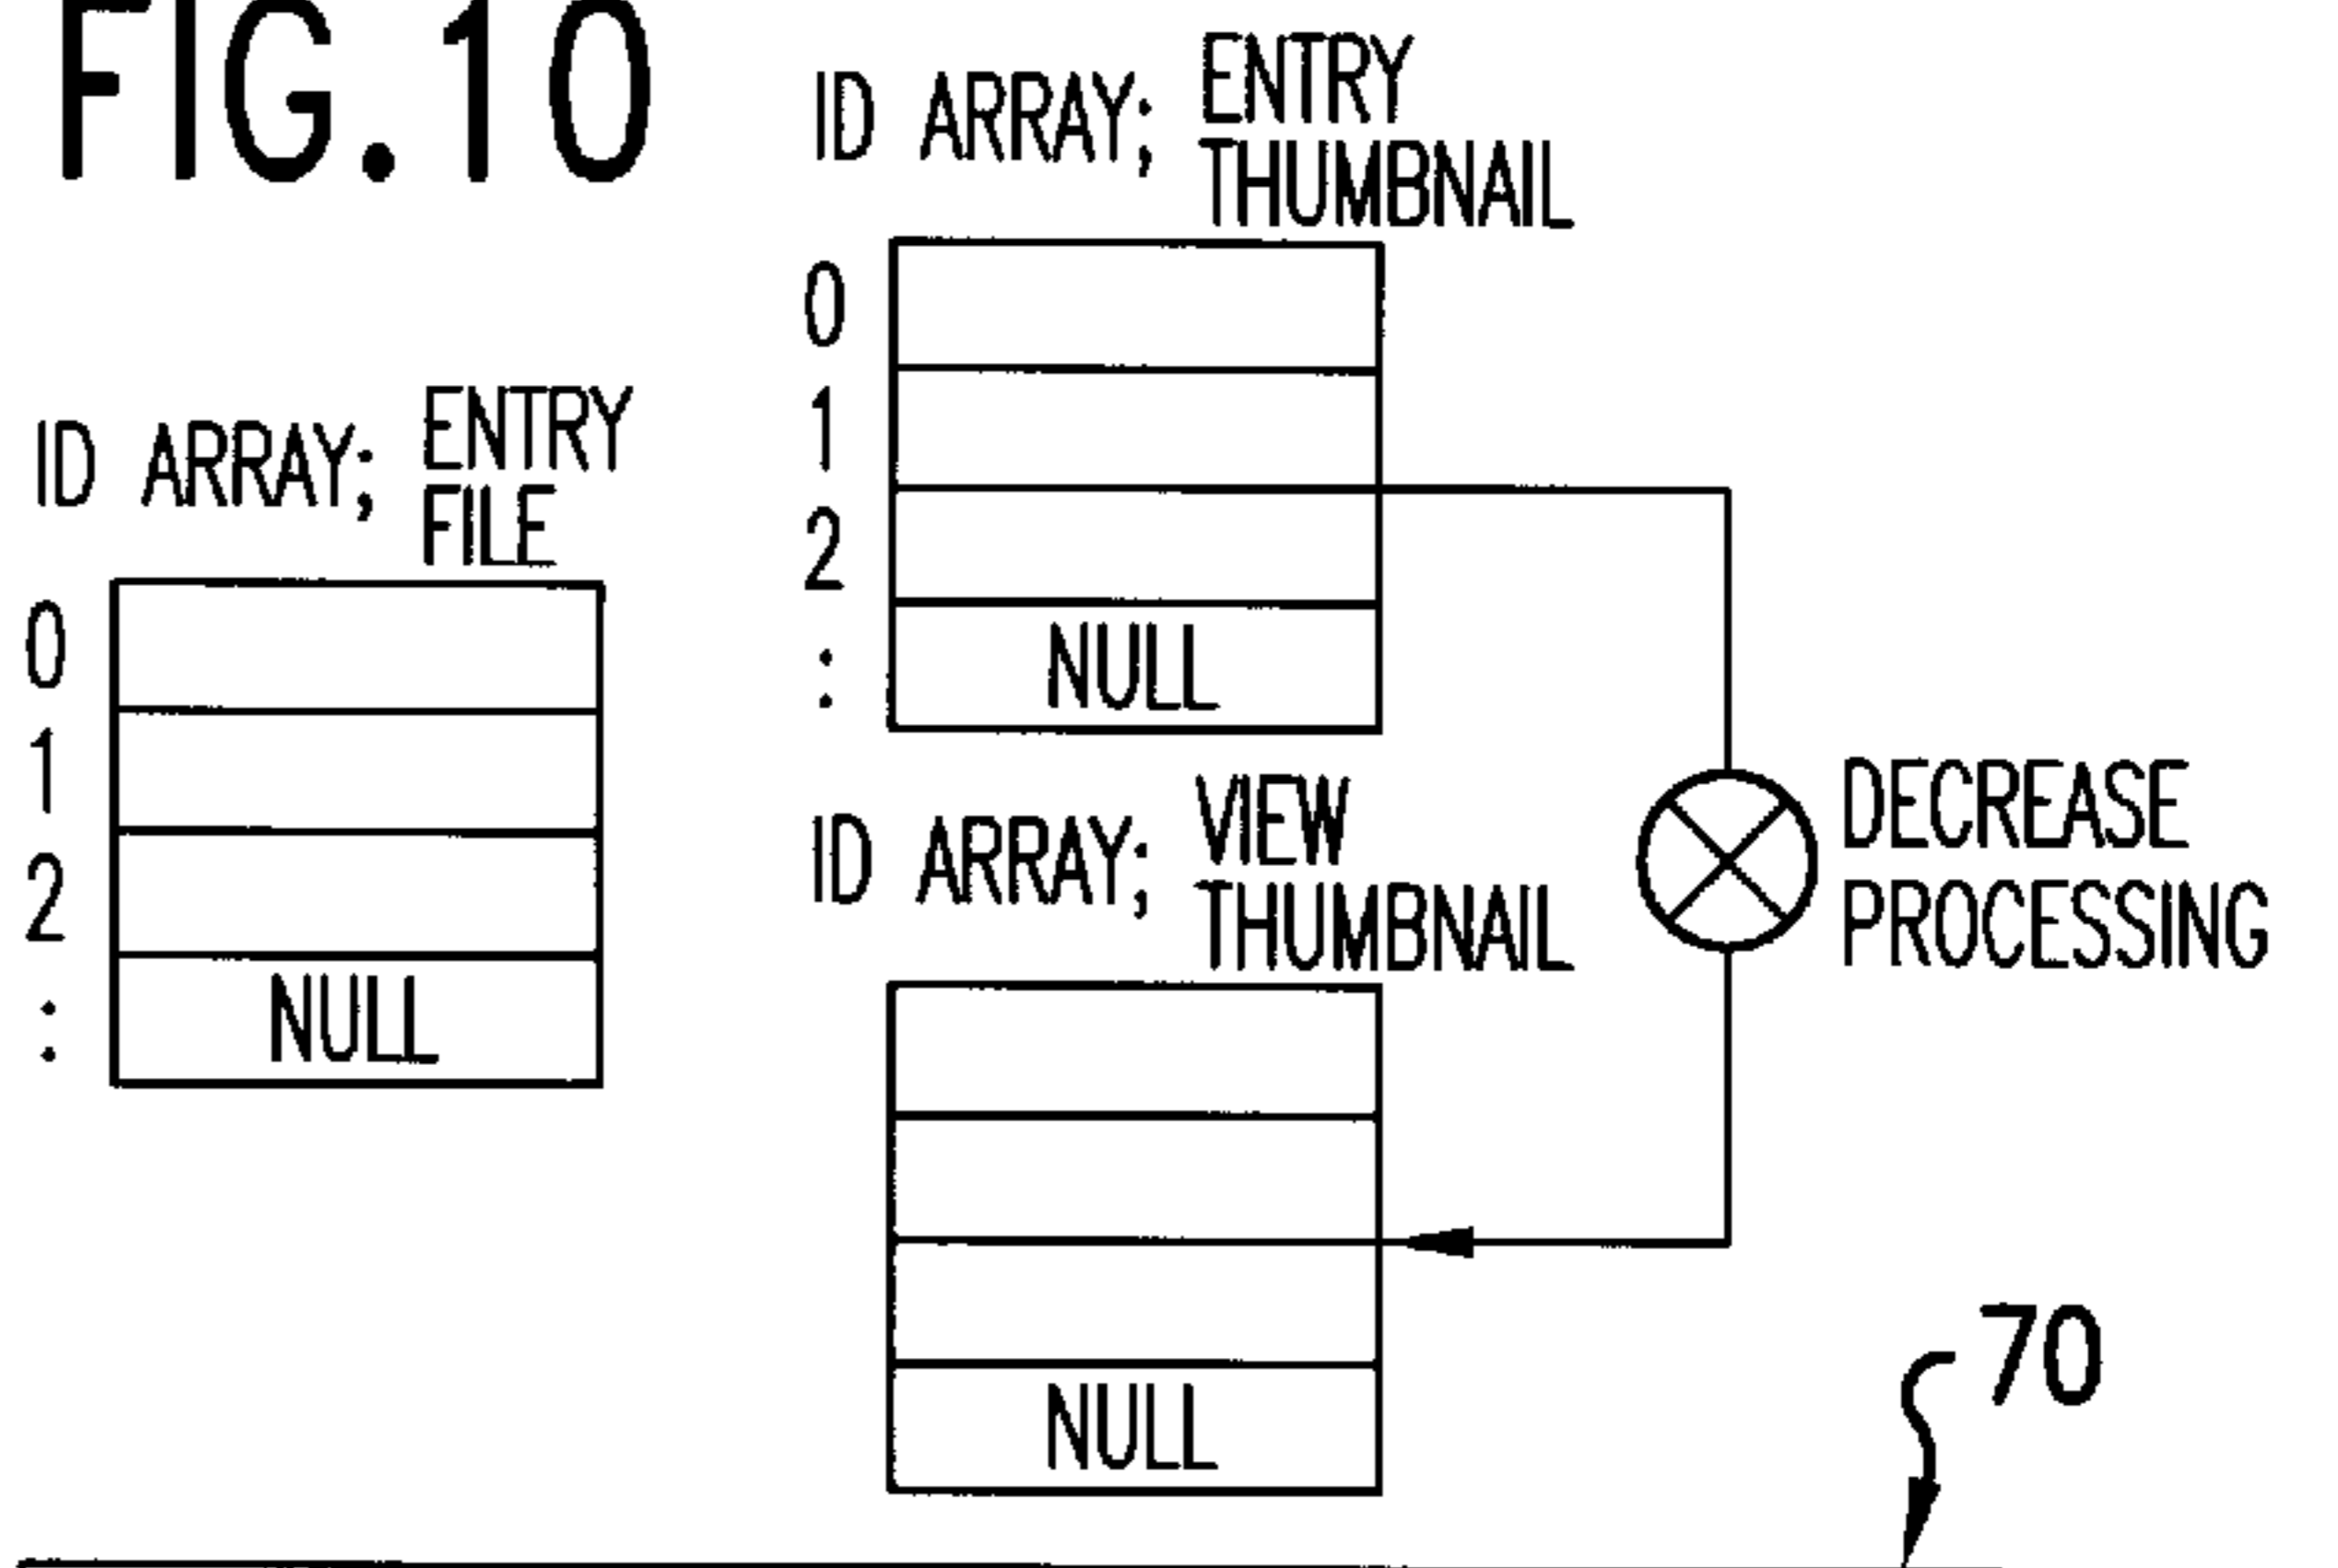 FIG.10
ID ARRAY; ENTRY
THUMBNAIL
0
1
2
:
NULL
ID ARRAY; ENTRY
FILE
0
1
2
:
NULL
ID ARRAY; VIEW
THUMBNAIL
NULL
DECREASE
PROCESSING
70